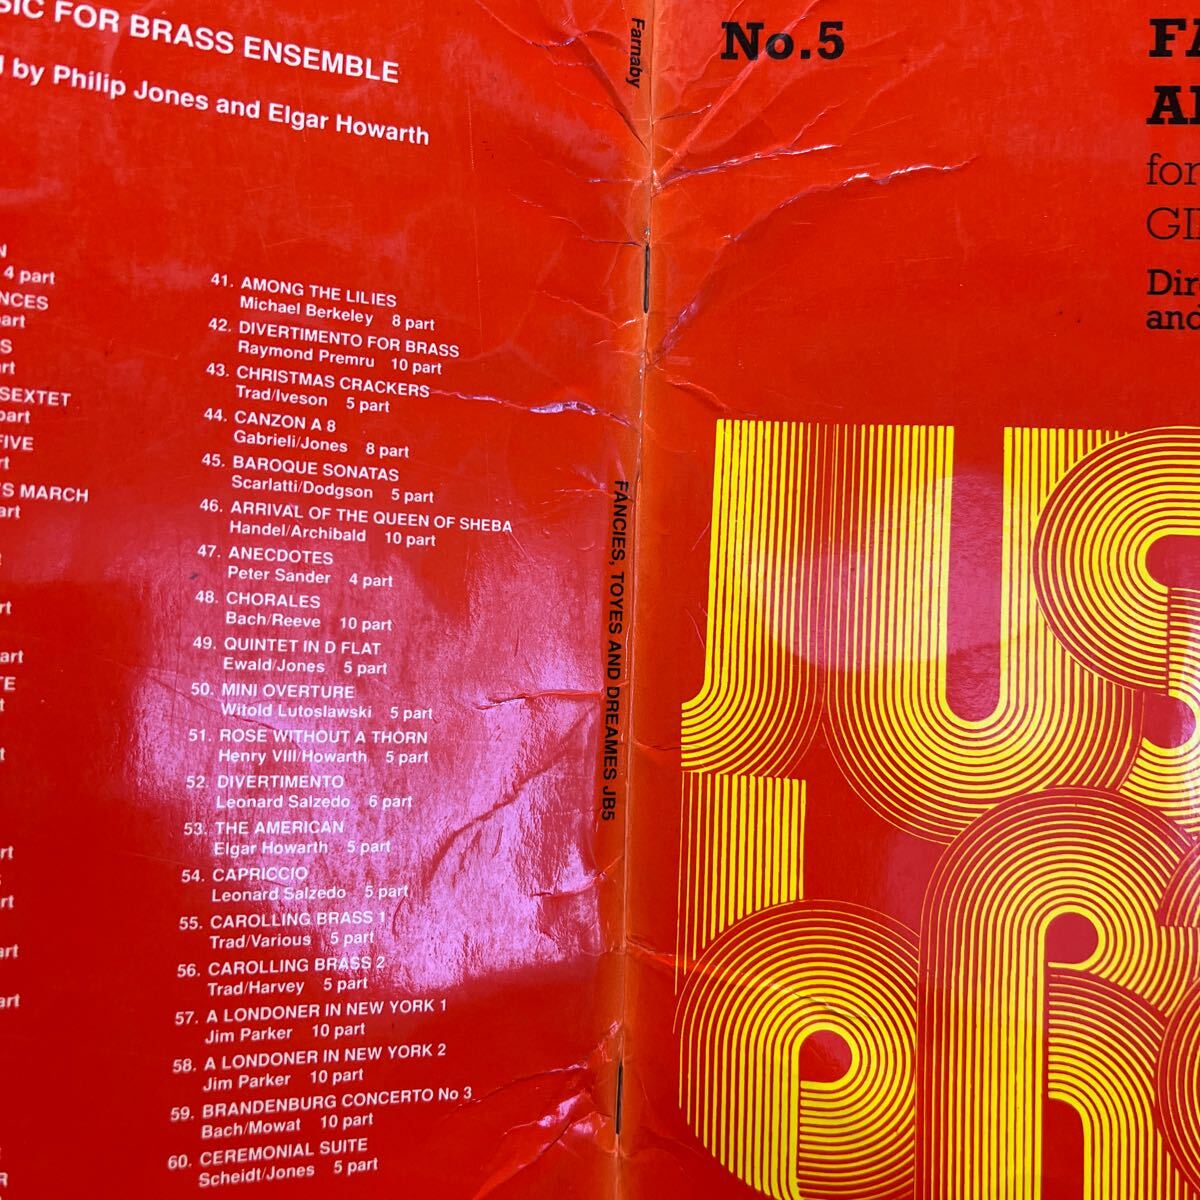 FOR BRASS ENSEMBLE
by Philip Jones and Elgar Howarth
4 part
SEXTET
MARCH
41. AMONG THE LILIES
Michael Berkeley 8 part
42. DIVERTIMENTO FOR BRASS
Raymond Premru 10 part
43. CHRISTMAS CRACKERS
Trad/Iveson 5 part
44. CANZON A 8
Gabrieli/Jones 8 part
45. BAROQUE SONATAS
Scarlatti/Dodgson 5 part
46. ARRIVAL OF THE QUEEN OF SHEBA
Handel/Archibald 10 part
47. ANECDOTES
Peter Sander 4 part
48. CHORALES
Bach/Reeve 10 part
49. QUINTET IN D FLAT
Ewald/Jones 5 part
50. MINI OVERTURE
Witold Lutoslawski 5 part
51. ROSE WITHOUT A THORN
Henry VIII/Howarth 5 part
52. DIVERTIMENTO
Leonard Salzedo 6 part
53. THE AMERICAN
Elgar Howarth 5 part
54. CAPRICCIO
Leonard Salzedo 5 part
55. CAROLLING BRASS 1
Trad/Various 5 part
56. CAROLLING BRASS 2
Trad/Harvey 5 part
57. A LONDONER IN NEW YORK 1
Jim Parker 10 part
58. A LONDONER IN NEW YORK 2
Jim Parker 10 part
59. BRANDENBURG CONCERTO No 3
Bach/Mowat 10 part
60. CEREMONIAL SUITE
Scheidt/Jones 5 part
Farnaby
FANCIES, TOYES AND DREAMES JB5
No.5
for
and